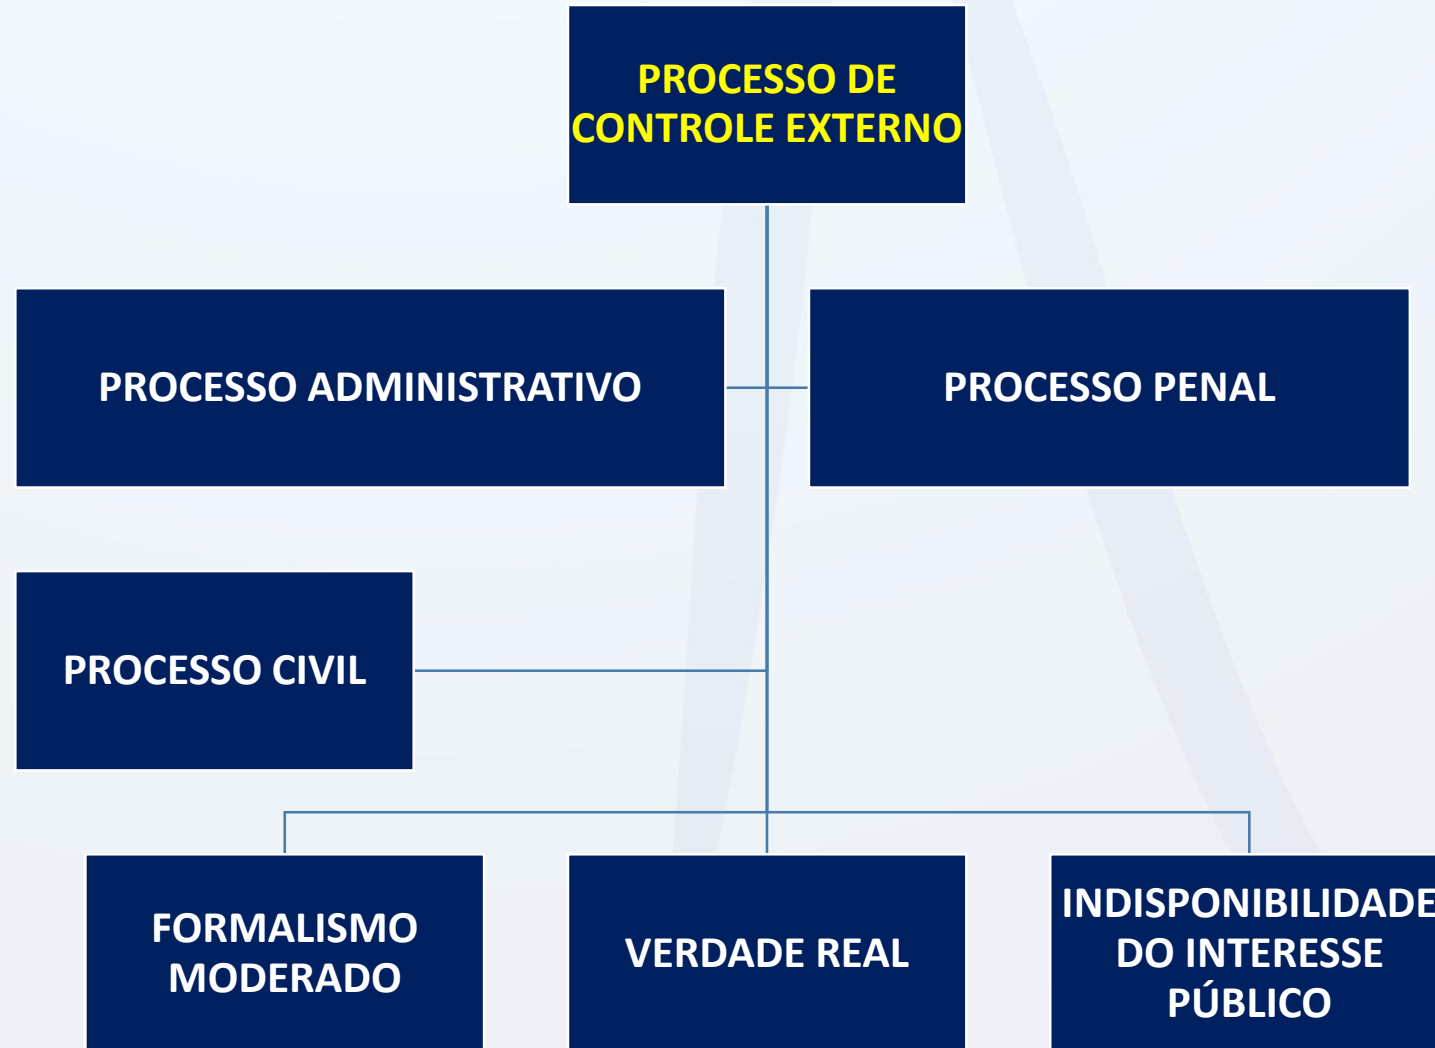 PROCESSO DE
CONTROLE EXTERNO
PROCESSO ADMINISTRATIVO
PROCESSO PENAL
PROCESSO CIVIL
FORMALISMO
MODERADO
VERDADE REAL
INDISPONIBILIDADE
DO INTERESSE
PÚBLICO